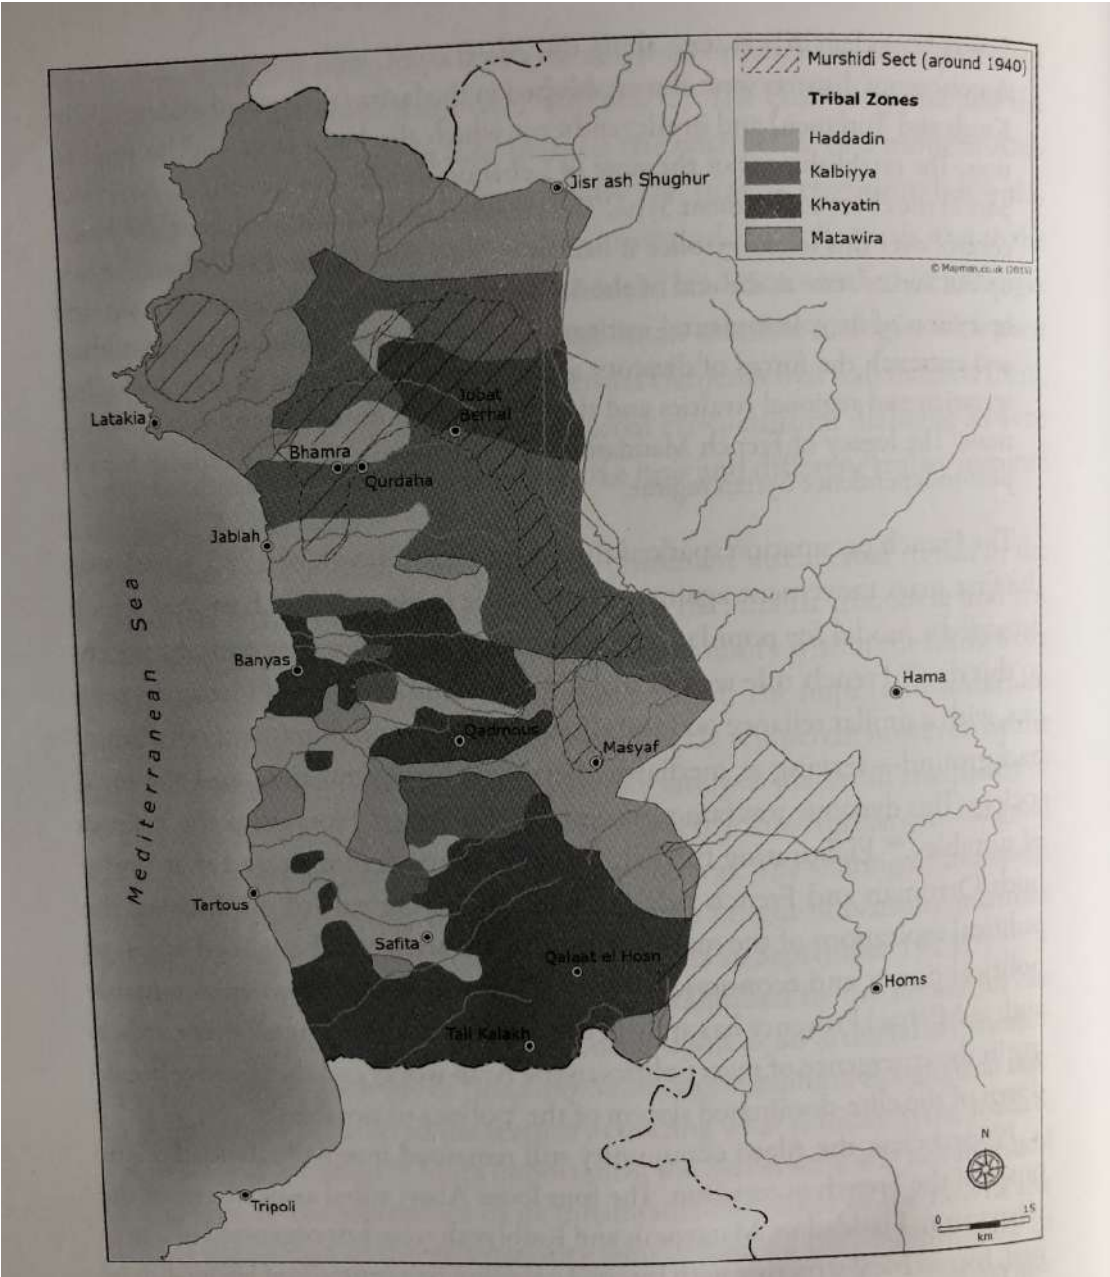 Murshidi Sect (around 1940)
Tribal Zones
Haddadin
Kalbiyya
Khayatin
Matawira
© Mapman.co.uk (2015)
Jisr ash Shughur
Latakia
Jobat
Berhal
Bhamra
Qurdaha
Jablah
Mediterranean Sea
Banyas
Hama
Qadmous
Masyaf
Tartous
Safita
Qalaat el Hosn
Homs
Tall Kalakh
N
Tripoli
0 15
km